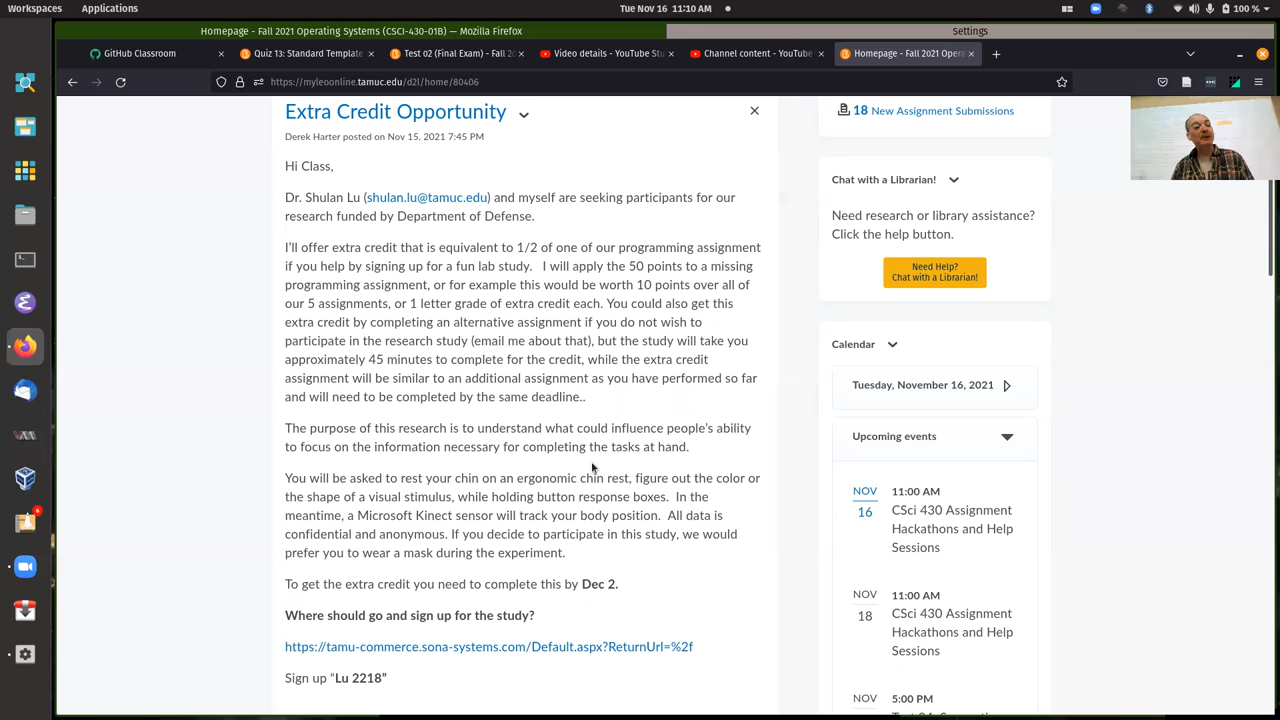 Workspaces Applications Tue Nov 16 11:10 AM 100 %
Homepage - Fall 2021 Operating Systems (CSCI-430-01B) — Mozilla Firefox Settings
GitHub Classroom Quiz 13: Standard Template Test 02 (Final Exam) - Fall 20 Video details - YouTube Stu Channel content - YouTube Homepage - Fall 2021 Opera
https://myleoonline.tamuc.edu/d2l/home/80406
Extra Credit Opportunity
Derek Harter posted on Nov 15, 2021 7:45 PM
Hi Class,
Dr. Shulan Lu (shulan.lu@tamuc.edu) and myself are seeking participants for our
research funded by Department of Defense.
I'll offer extra credit that is equivalent to 1/2 of one of our programming assignment
if you help by signing up for a fun lab study. I will apply the 50 points to a missing
programming assignment, or for example this would be worth 10 points over all of
our 5 assignments, or 1 letter grade of extra credit each. You could also get this
extra credit by completing an alternative assignment if you do not wish to
participate in the research study (email me about that), but the study will take you
approximately 45 minutes to complete for the credit, while the extra credit
assignment will be similar to an additional assignment as you have performed so far
and will need to be completed by the same deadline..
The purpose of this research is to understand what could influence people's ability
to focus on the information necessary for completing the tasks at hand.
You will be asked to rest your chin on an ergonomic chin rest, figure out the color or
the shape of a visual stimulus, while holding button response boxes. In the
meantime, a Microsoft Kinect sensor will track your body position. All data is
confidential and anonymous. If you decide to participate in this study, we would
prefer you to wear a mask during the experiment.
To get the extra credit you need to complete this by Dec 2.
Where should go and sign up for the study?
https://tamu-commerce.sona-systems.com/Default.aspx?ReturnUrl=%2f
Sign up “Lu 2218”
18 New Assignment Submissions
Chat with a Librarian!
Need research or library assistance?
Click the help button.
Need Help?
Chat with a Librarian!
Calendar
Tuesday, November 16, 2021
Upcoming events
NOV
16
11:00 AM
CSci 430 Assignment
Hackathons and Help
Sessions
NOV
18
11:00 AM
CSci 430 Assignment
Hackathons and Help
Sessions
NOV
5:00 PM